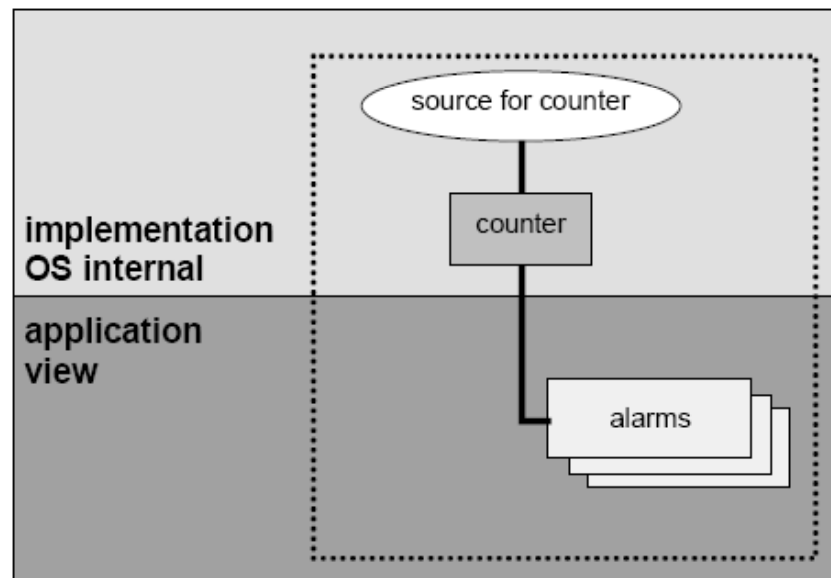 source for counter
counter
implementation
OS internal
application
view
alarms